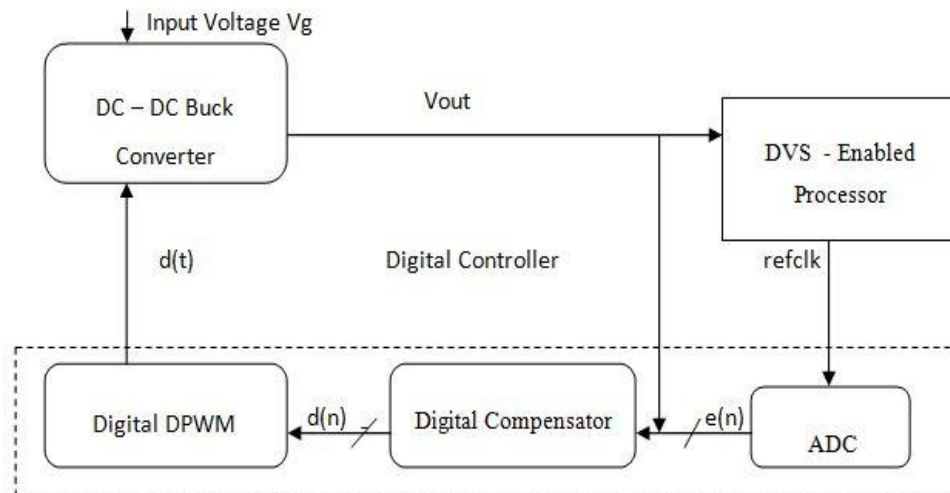 Input Voltage Vg
DC – DC Buck
Converter
Vout
DVS - Enabled
Processor
d(t)
Digital Controller
refclk
Digital DPWM
d(n)
Digital Compensator
e(n)
ADC